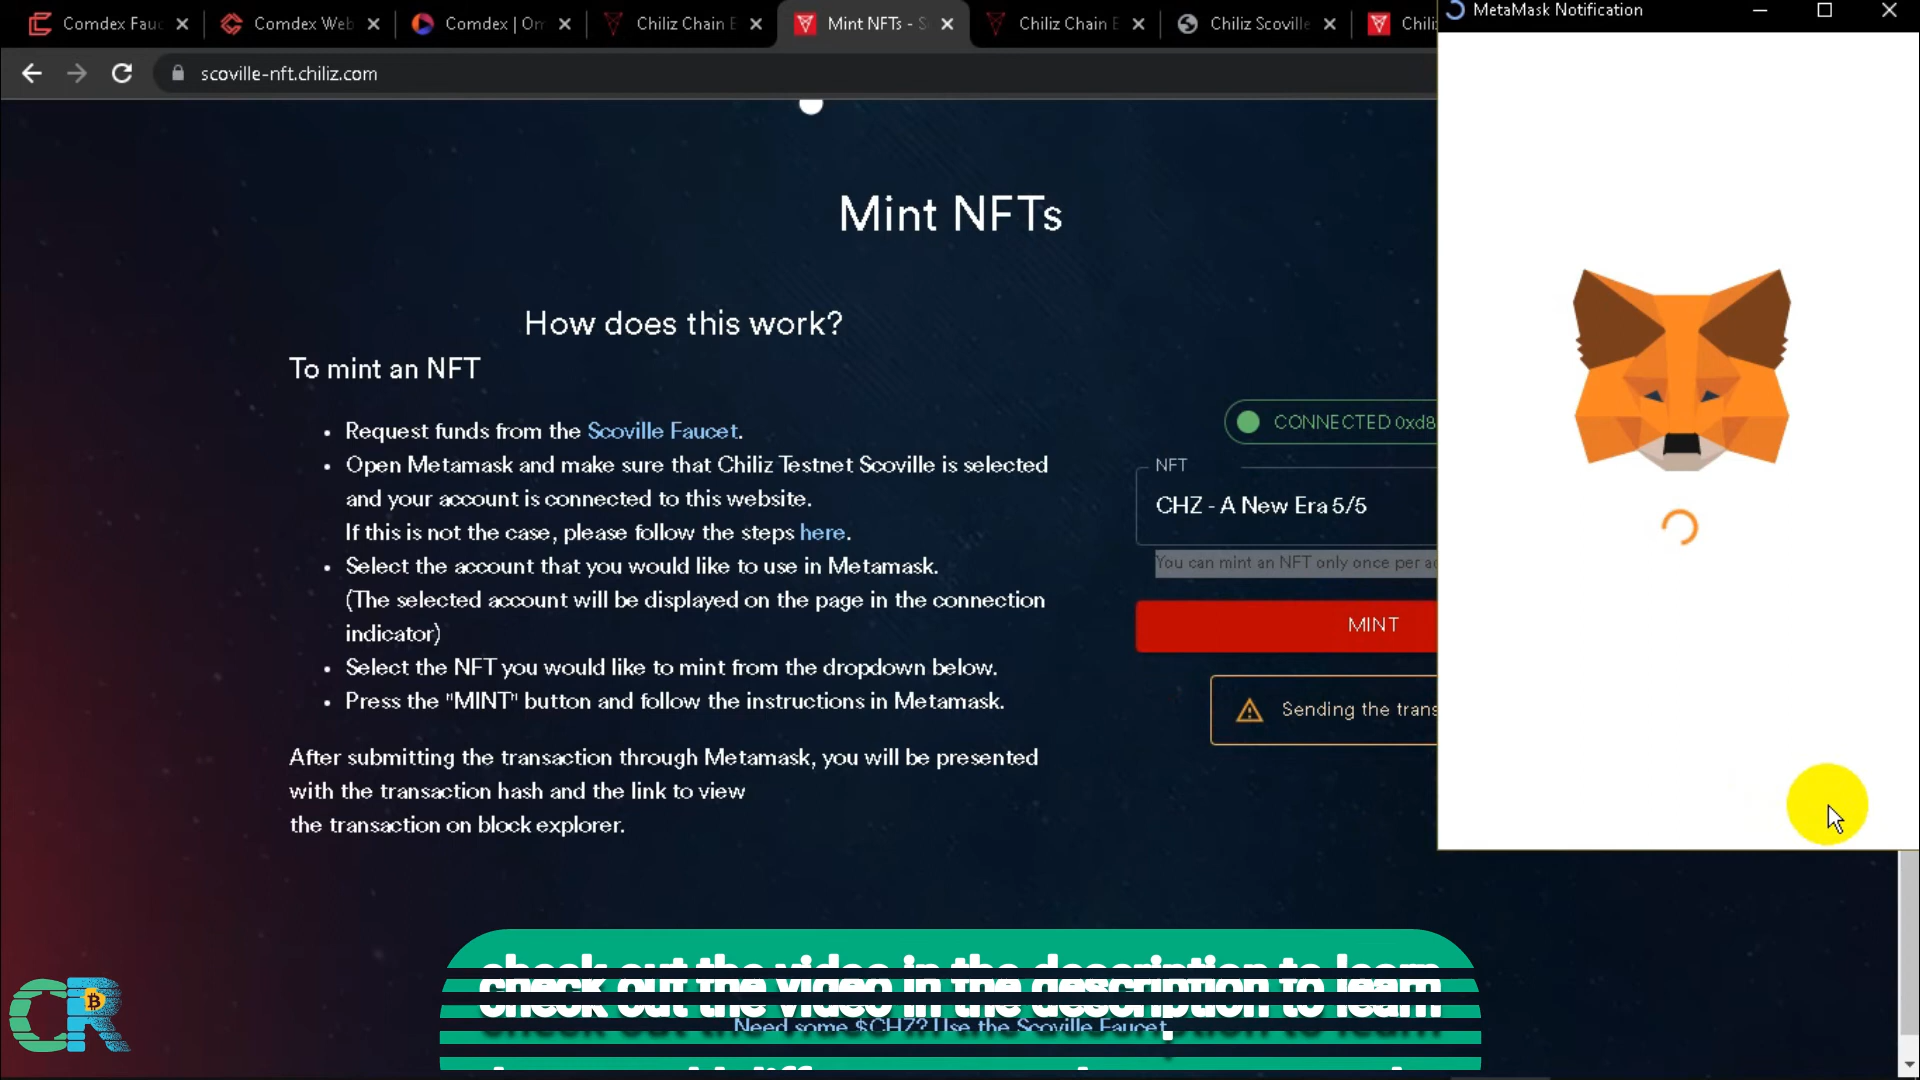 Comdex Fauc
Comdex Web
Comdex | Om
Chiliz Chain E
Mint NFTs - S
Chiliz Chain E
Chiliz Scoville
Chiliz
MetaMask Notification
scoville-nft.chiliz.com
Mint NFTs
How does this work?
To mint an NFT
Request funds from the Scoville Faucet.
Open Metamask and make sure that Chiliz Testnet Scoville is selected
and your account is connected to this website.
If this is not the case, please follow the steps here.
Select the account that you would like to use in Metamask.
(The selected account will be displayed on the page in the connection
indicator)
Select the NFT you would like to mint from the dropdown below.
Press the "MINT" button and follow the instructions in Metamask.
After submitting the transaction through Metamask, you will be presented
with the transaction hash and the link to view
the transaction on block explorer.
CONNECTED 0xd8
NFT
CHZ - A New Era 5/5
You can mint an NFT only once per ad
MINT
Sending the trans
check out the video in the description to learn
Need some $CHZ? Use the Scoville Faucet.
CR